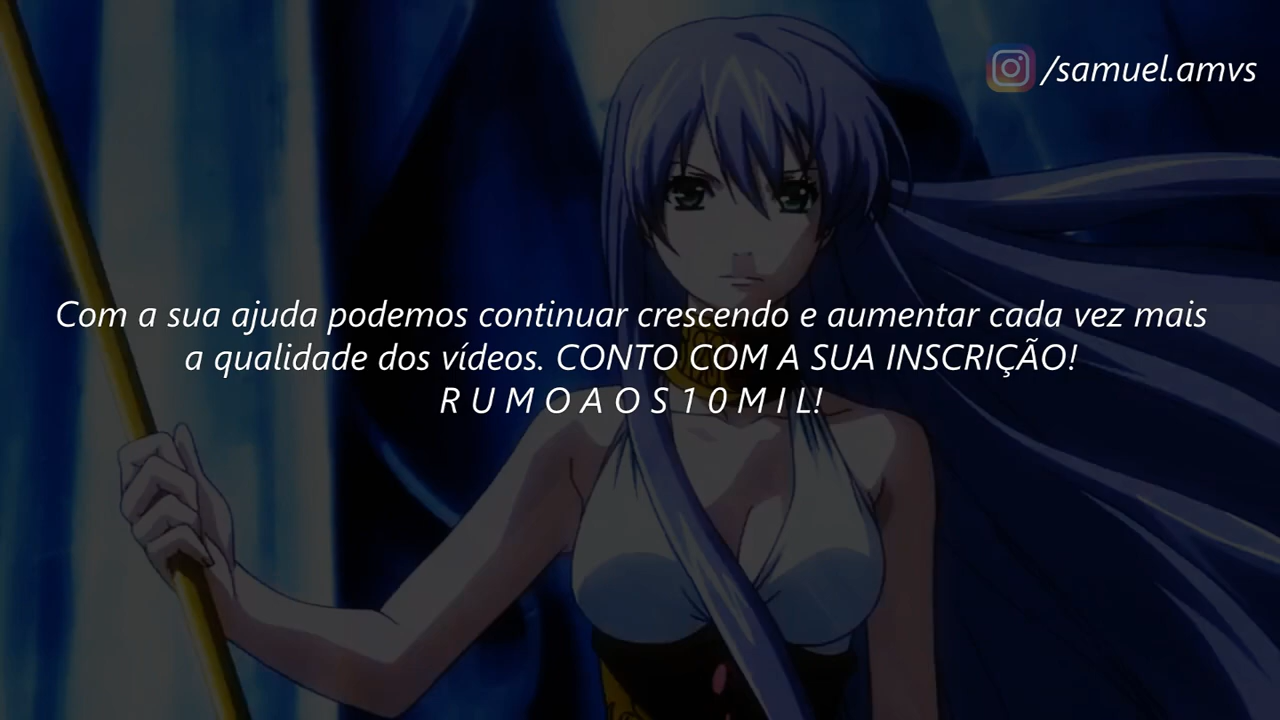 /samuel.amvs
Com a sua ajuda podemos continuar crescendo e aumentar cada vez mais
a qualidade dos vídeos. CONTO COM A SUA INSCRIÇÃO!
R U M O A O S 1 0 M I L!